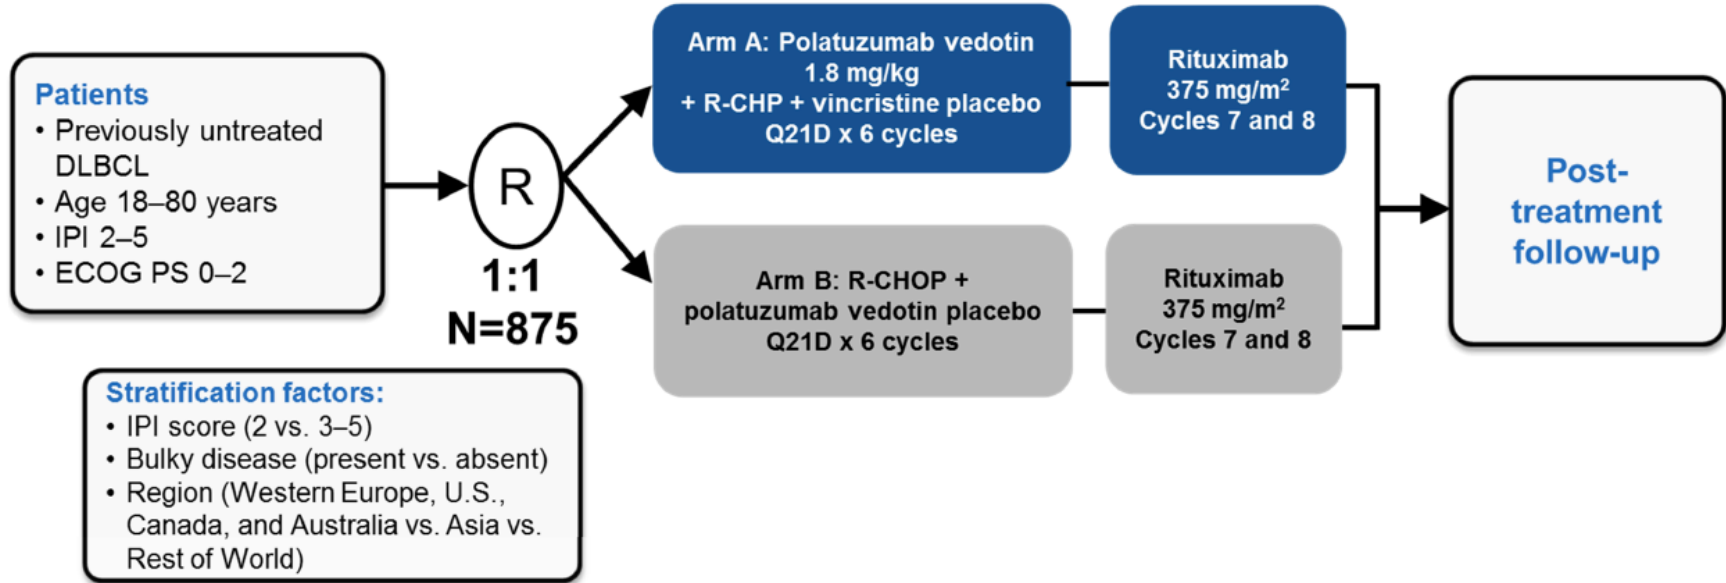 Patients
• Previously untreated
DLBCL
• Age 18–80 years
• IPI 2–5
• ECOG PS 0–2
R
1:1
N=875
Arm A: Polatuzumab vedotin
1.8 mg/kg
+ R-CHP + vincristine placebo
Q21D x 6 cycles
Rituximab
375 mg/m²
Cycles 7 and 8
Arm B: R-CHOP +
polatuzumab vedotin placebo
Q21D x 6 cycles
Rituximab
375 mg/m²
Cycles 7 and 8
Post-
treatment
follow-up
Stratification factors:
• IPI score (2 vs. 3–5)
• Bulky disease (present vs. absent)
• Region (Western Europe, U.S.,
Canada, and Australia vs. Asia vs.
Rest of World)